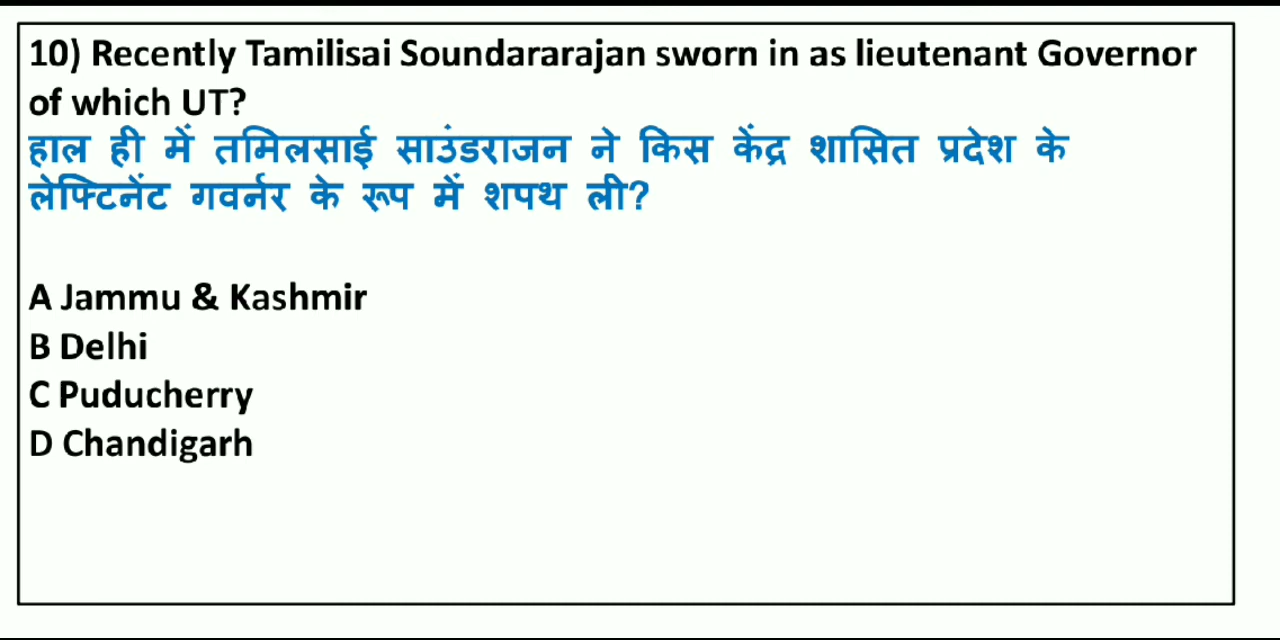 10) Recently Tamilisai Soundararajan sworn in as lieutenant Governor
of which UT?
हाल ही में तमिलसाई साउंडराजन ने किस केंद्र शासित प्रदेश के
लेफ्टिनेंट गवर्नर के रूप में शपथ ली?
A Jammu & Kashmir
B Delhi
C Puducherry
D Chandigarh